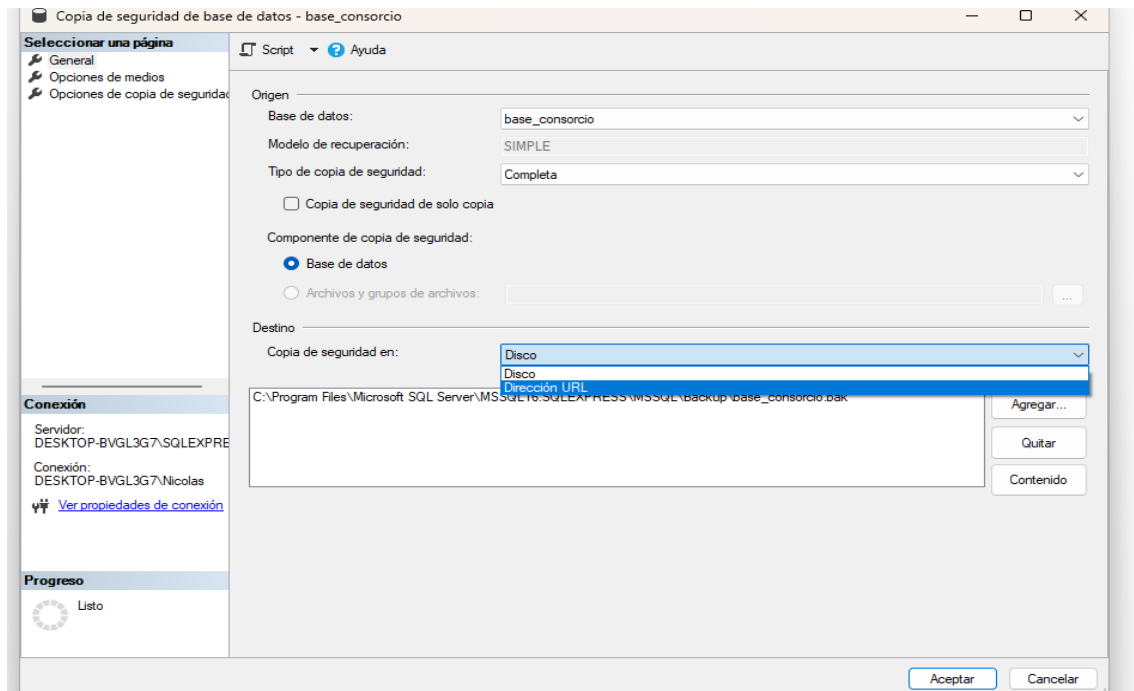 Copia de seguridad de base de datos - base_consorcio
Seleccionar una página
General
Opciones de medios
Opciones de copia de seguridad
Script
Ayuda
Origen
Base de datos:
base_consorcio
Modelo de recuperación:
SIMPLE
Tipo de copia de seguridad:
Completa
Copia de seguridad de solo copia
Componente de copia de seguridad:
Base de datos
Archivos y grupos de archivos:
...
Destino
Copia de seguridad en:
Disco
Disco
Dirección URL
C:\Program Files\Microsoft SQL Server\MSSQL16.SQLEXPRESS\MSSQL\Backup\base_consorcio.bak
Agregar...
Quitar
Contenido
Conexión
Servidor:
DESKTOP-BVGL3G7\SQLEXPRE
Conexión:
DESKTOP-BVGL3G7\Nicolas
Ver propiedades de conexión
Progreso
Listo
Aceptar
Cancelar